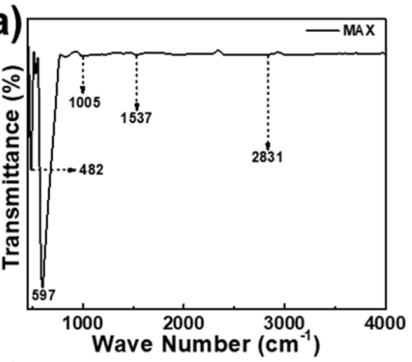 a)
MAX
Transmittance (%)
1005
1537
2831
482
597
1000 2000 3000 4000
Wave Number (cm⁻¹)